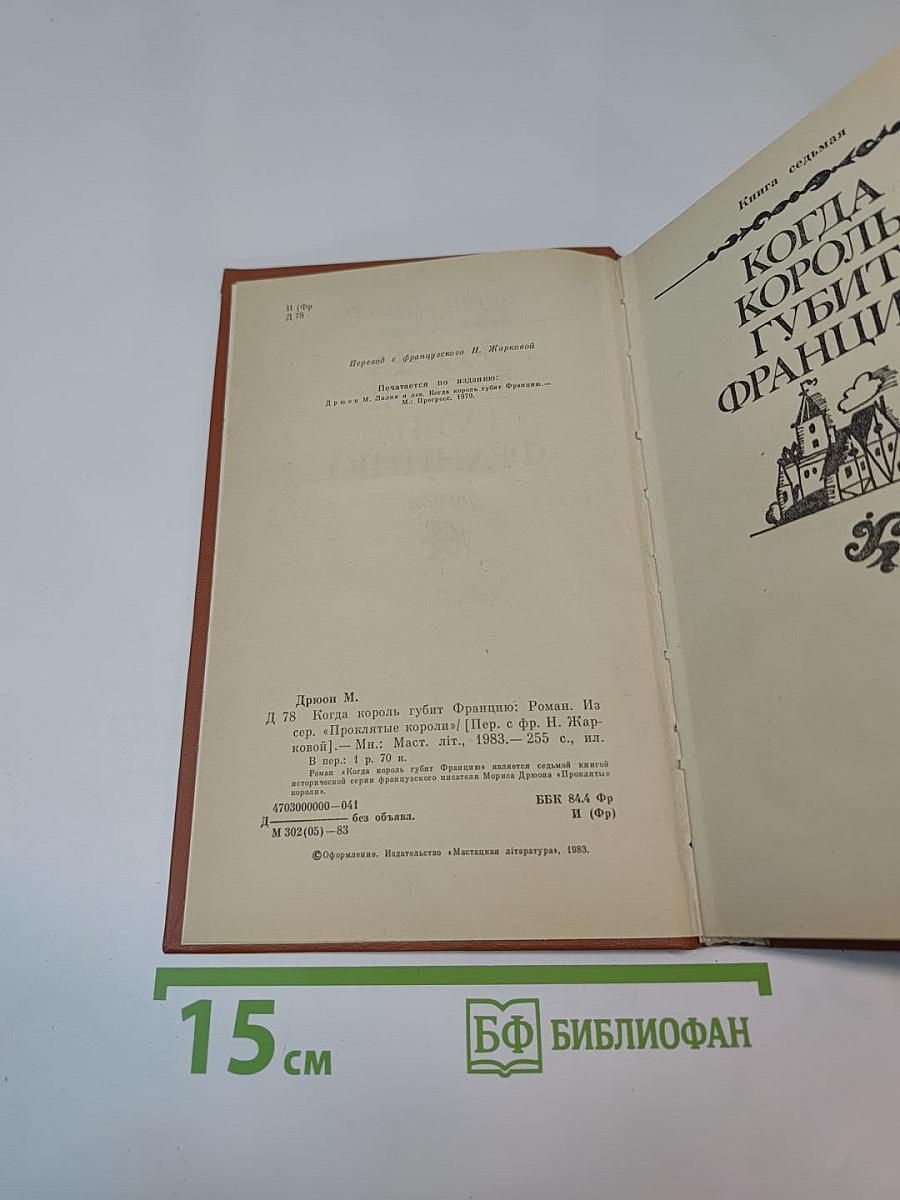 И (Фр
Д 78
Перевод с французского Н. Жарковой
Печатается по изданию:
Дрюон М. Лилия и лев. Когда король губит Францию.—
М.: Прогресс. 1979.
Дрюон М.
Д 78 Когда король губит Францию: Роман. Из
сер. «Проклятые короли»/ [Пер. с фр. Н. Жар-
ковой].— Мн.: Маст. літ., 1983.— 255 с., ил.
В пер.: 1 р. 70 к.
Роман «Когда король губит Францию» является седьмой книгой
исторической серии французского писателя Мориса Дрюона «Проклятые
короли».
4703000000—041
Д без объявл.
М 302(05)—83
ББК 84.4 Фр
И (Фр)
©Оформление. Издательство «Мастацкая літаратура», 1983.
Книга седьмая
КОГДА
КОРОЛЬ
ГУБИТ
ФРАНЦИ
15 см
БФ БИБЛИОФАН